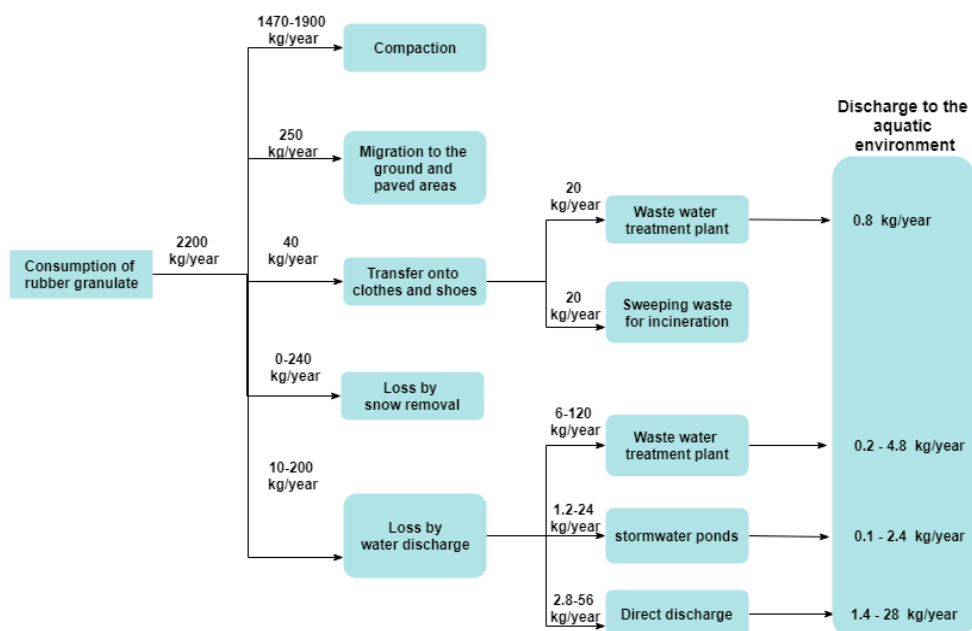 1470-1900
kg/year
Compaction
250
kg/year
Migration to the
ground and
paved areas
2200
kg/year
Consumption of
rubber granulate
40
kg/year
Transfer onto
clothes and shoes
20
kg/year
Waste water
treatment plant
20
kg/year
Sweeping waste
for incineration
0-240
kg/year
Loss by
snow removal
10-200
kg/year
Loss by
water discharge
6-120
kg/year
Waste water
treatment plant
1.2-24
kg/year
stormwater ponds
2.8-56
kg/year
Direct discharge
Discharge to the
aquatic
environment
0.8 kg/year
0.2 - 4.8 kg/year
0.1 - 2.4 kg/year
1.4 - 28 kg/year